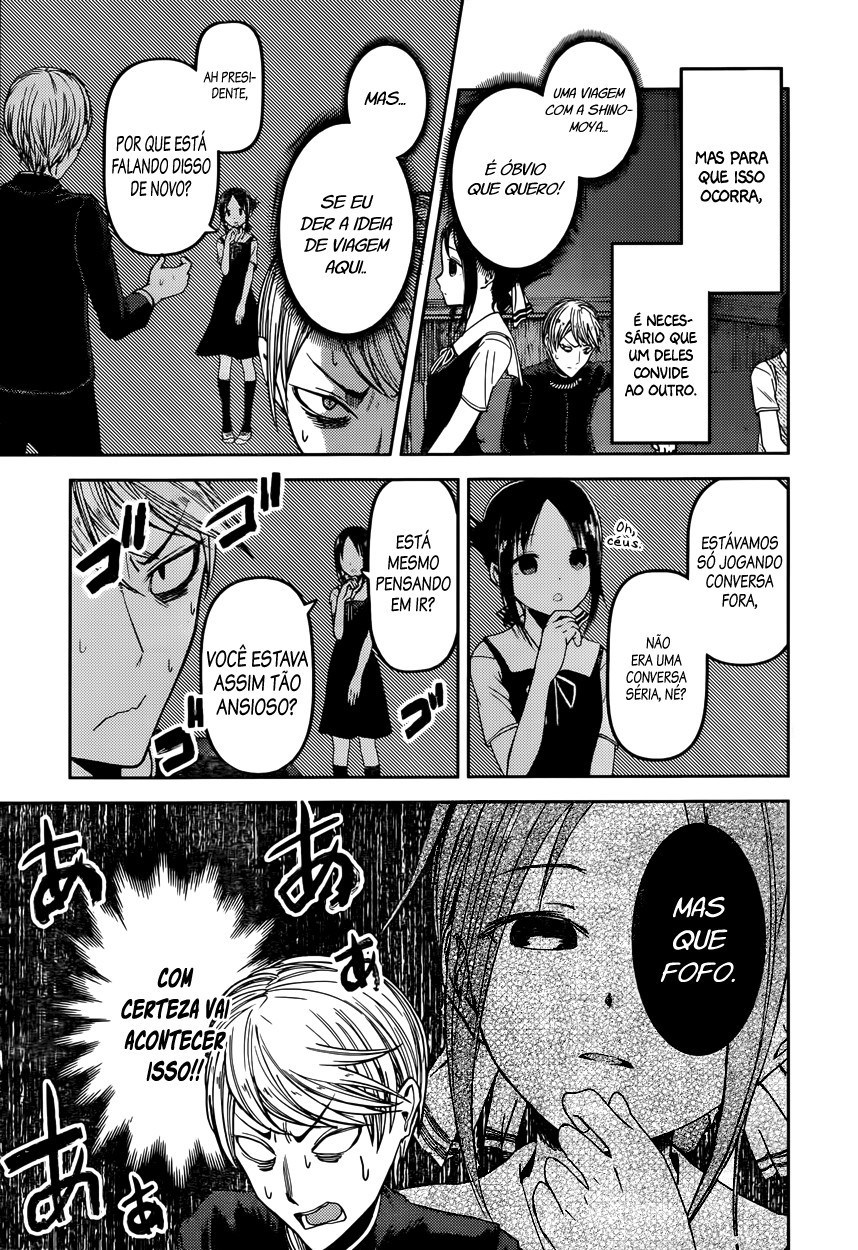 MAS PARA
QUE ISSO
OCORRA,
É NECES-
SÁRIO QUE
UM DELES
CONVIDE
AO OUTRO.
UMA VIAGEM
COM A SHINO-
MOYA...
É ÓBVIO
QUE QUERO!
MAS...
SE EU
DER A IDEIA
DE VIAGEM
AQUI..
AH PRESI-
DENTE,
POR QUE ESTÁ
FALANDO DISSO
DE NOVO?
ESTÁVAMOS
SÓ JOGANDO
CONVERSA
FORA,
NÃO
ERA UMA
CONVERSA
SÉRIA, NÉ?
Oh,
céus.
ESTÁ
MESMO
PENSANDO
EM IR?
VOCÊ ESTAVA
ASSIM TÃO
ANSIOSO?
ゴゴ
ゴゴ
MAS
QUE
FOFO.
COM
CERTEZA VAI
ACONTECER
ISSO!!
あ
あ
ぁ
あ
ぁ